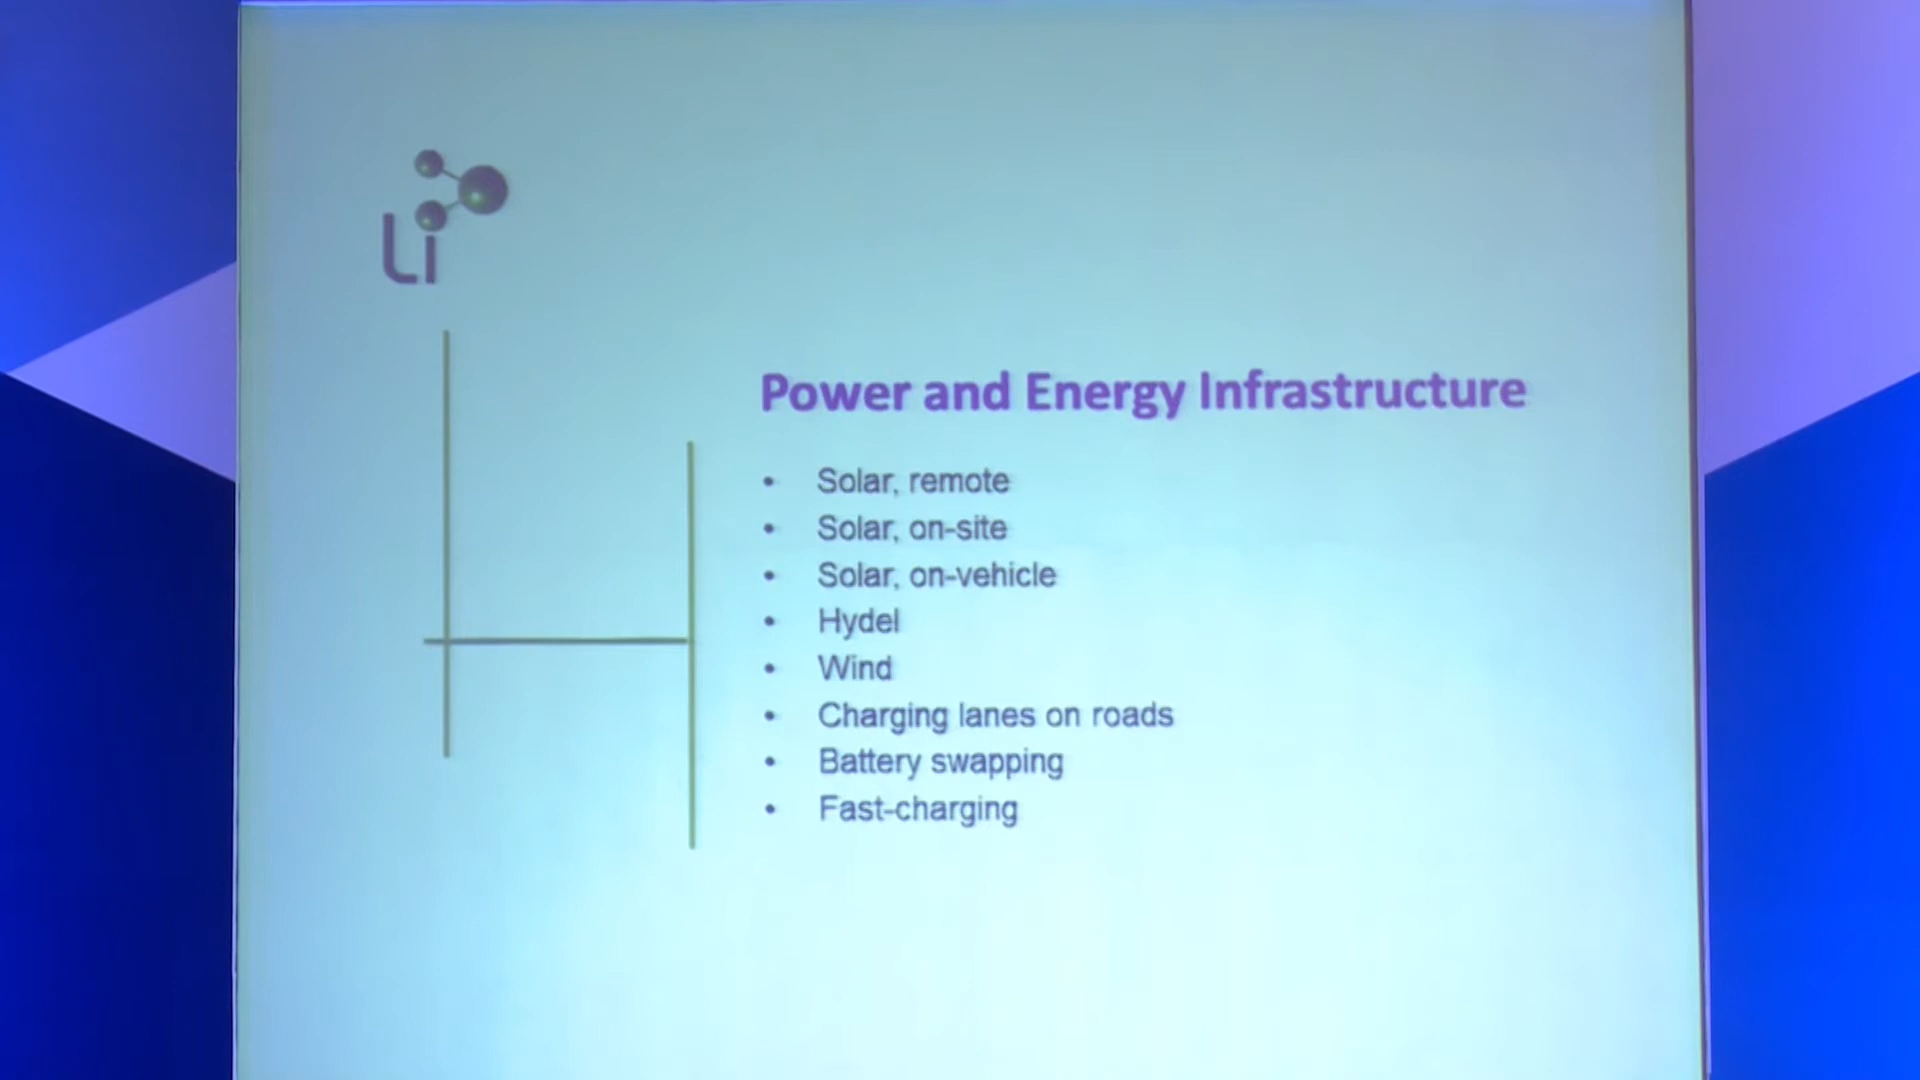 Li
Power and Energy Infrastructure
• Solar, remote
• Solar, on-site
• Solar, on-vehicle
• Hydel
• Wind
• Charging lanes on roads
• Battery swapping
• Fast-charging